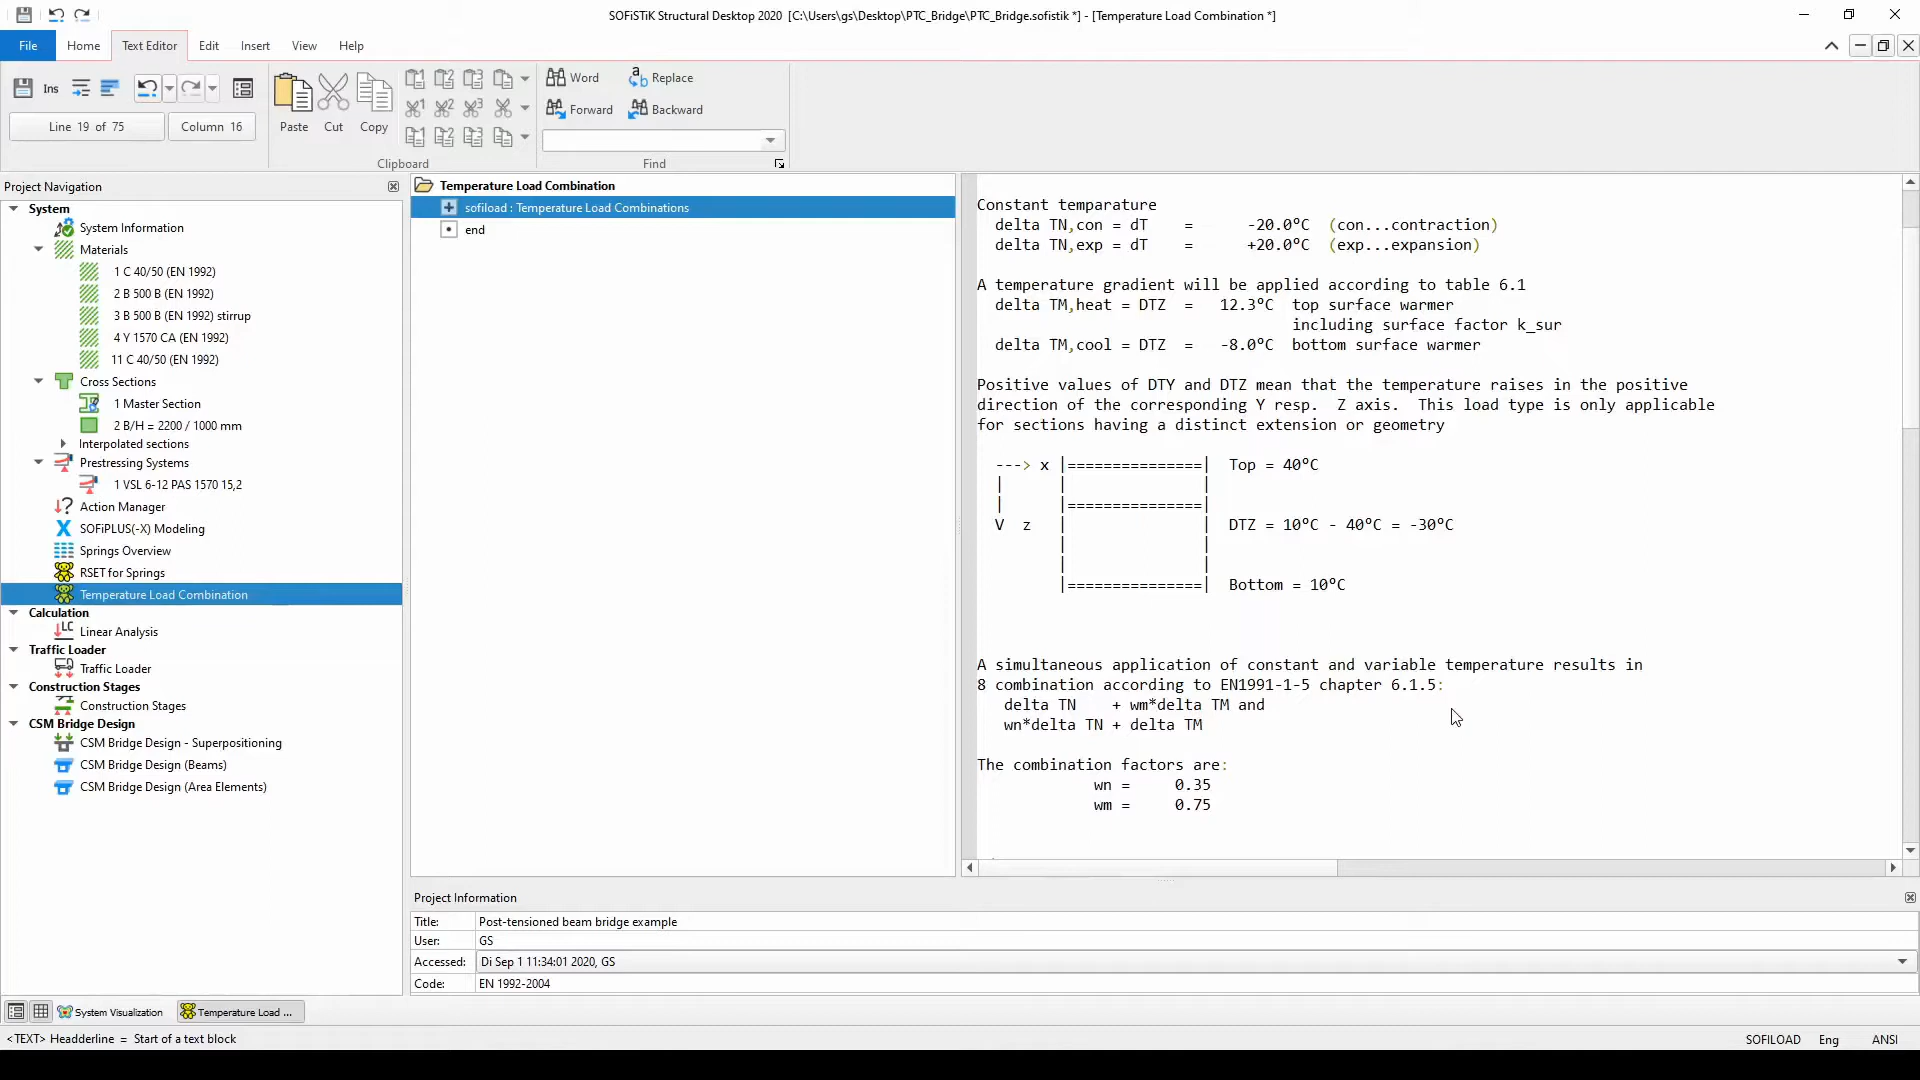 SOFiSTiK Structural Desktop 2020 [C:\Users\gs\Desktop\PTC_Bridge\PTC_Bridge.sofistik *] - [Temperature Load Combination *]
File Home Text Editor Edit Insert View Help
Ins
Line 19 of 75 Column 16
Paste Cut Copy
Clipboard
Word Replace
Forward Backward
Find
Project Navigation
System
System Information
Materials
1 C 40/50 (EN 1992)
2 B 500 B (EN 1992)
3 B 500 B (EN 1992) stirrup
4 Y 1570 CA (EN 1992)
11 C 40/50 (EN 1992)
Cross Sections
1 Master Section
2 B/H = 2200 / 1000 mm
Interpolated sections
Prestressing Systems
1 VSL 6-12 PAS 1570 15,2
Action Manager
SOFiPLUS(-X) Modeling
Springs Overview
RSET for Springs
Temperature Load Combination
Calculation
Linear Analysis
Traffic Loader
Traffic Loader
Construction Stages
Construction Stages
CSM Bridge Design
CSM Bridge Design - Superpositioning
CSM Bridge Design (Beams)
CSM Bridge Design (Area Elements)
Temperature Load Combination
sofiload : Temperature Load Combinations
end
Constant temparature
delta TN,con = dT = -20.0ºC (con...contraction)
delta TN,exp = dT = +20.0ºC (exp...expansion)
A temperature gradient will be applied according to table 6.1
delta TM,heat = DTZ = 12.3ºC top surface warmer
including surface factor k_sur
delta TM,cool = DTZ = -8.0ºC bottom surface warmer
Positive values of DTY and DTZ mean that the temperature raises in the positive
direction of the corresponding Y resp. Z axis. This load type is only applicable
for sections having a distinct extension or geometry
---> x |===============| Top = 40ºC
| | |
| |===============|
V z | | DTZ = 10ºC - 40ºC = -30ºC
| |
| |
|===============| Bottom = 10ºC
A simultaneous application of constant and variable temperature results in
8 combination according to EN1991-1-5 chapter 6.1.5:
delta TN + wm*delta TM and
wn*delta TN + delta TM
The combination factors are:
wn = 0.35
wm = 0.75
Project Information
Title: Post-tensioned beam bridge example
User: GS
Accessed: Di Sep 1 11:34:01 2020, GS
Code: EN 1992-2004
System Visualization Temperature Load ...
<TEXT> Headderline = Start of a text block
SOFILOAD Eng ANSI